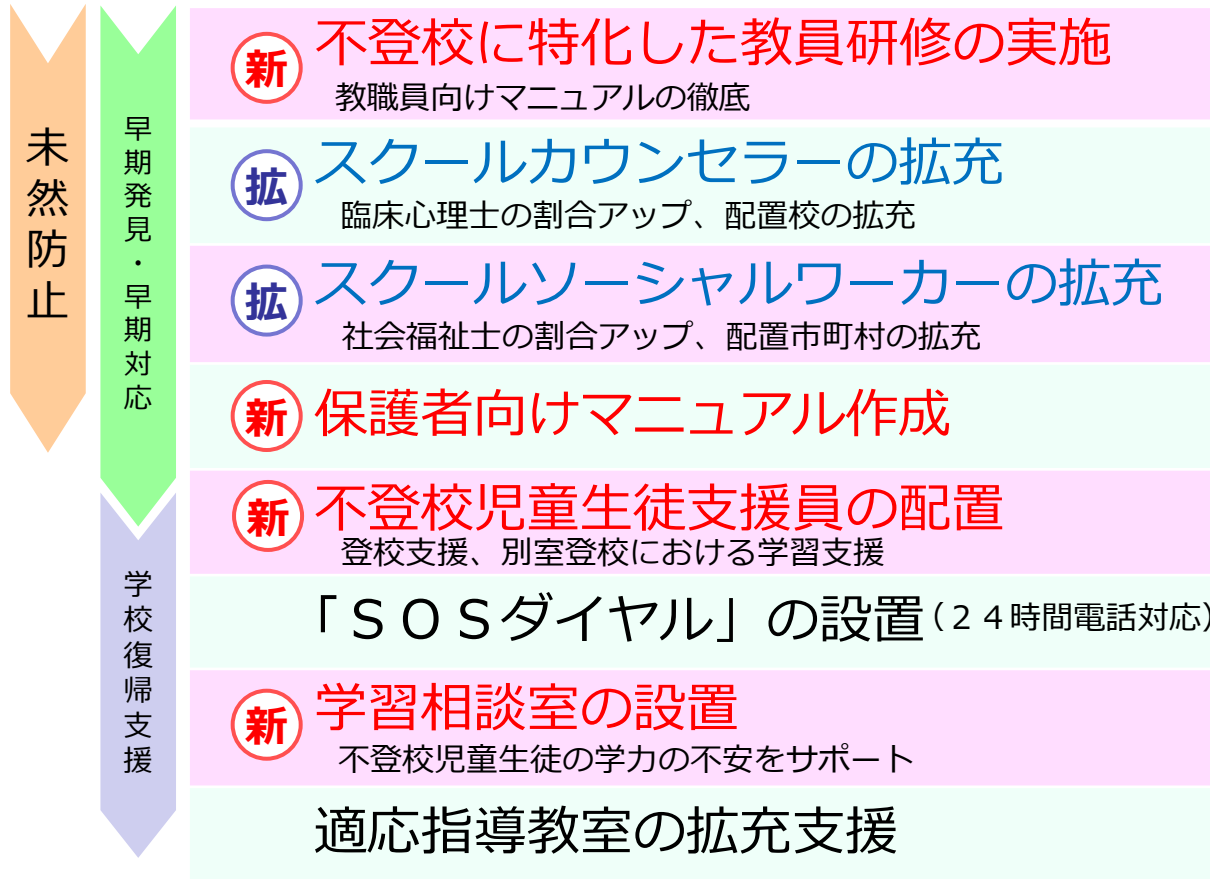 未然防止
早期発見・早期対応
学校復帰支援
新 不登校に特化した教員研修の実施
教職員向けマニュアルの徹底
拡 スクールカウンセラーの拡充
臨床心理士の割合アップ、配置校の拡充
拡 スクールソーシャルワーカーの拡充
社会福祉士の割合アップ、配置市町村の拡充
新 保護者向けマニュアル作成
新 不登校児童生徒支援員の配置
登校支援、別室登校における学習支援
「ＳＯＳダイヤル」の設置（２４時間電話対応）
新 学習相談室の設置
不登校児童生徒の学力の不安をサポート
適応指導教室の拡充支援